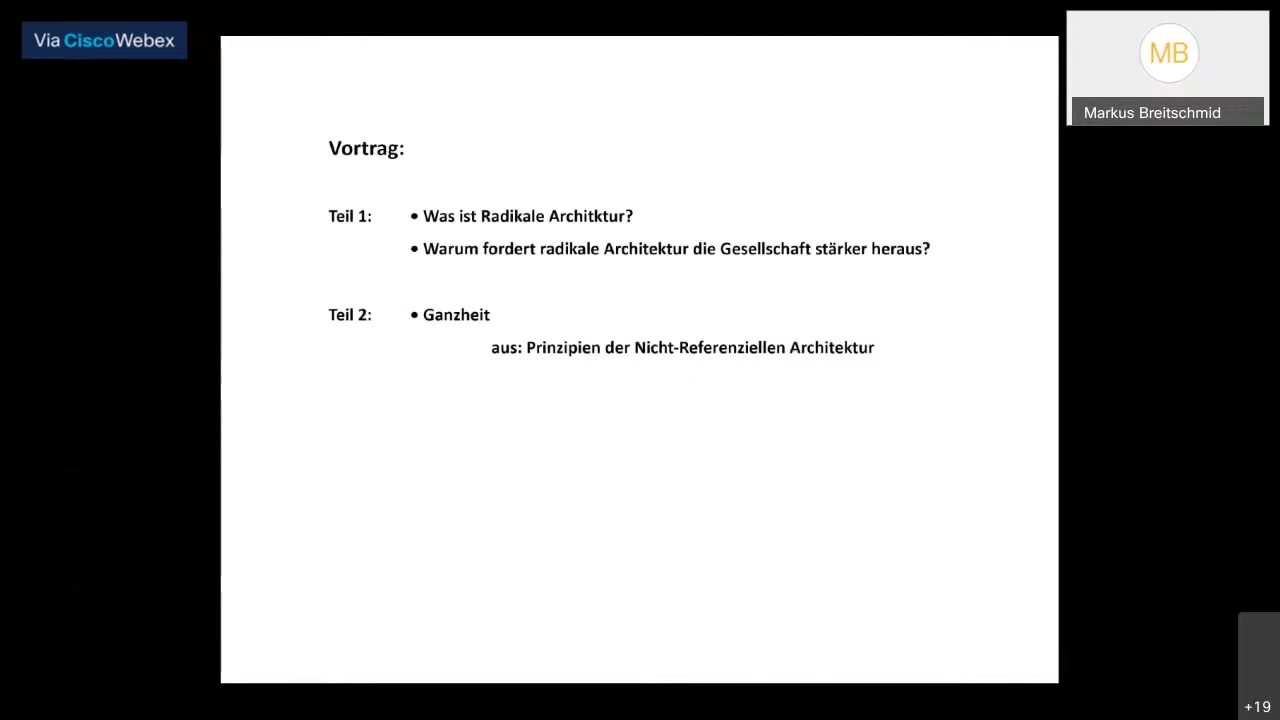 Via CiscoWebex
MB
Markus Breitschmid
Vortrag:
Teil 1: • Was ist Radikale Architktur?
• Warum fordert radikale Architektur die Gesellschaft stärker heraus?
Teil 2: • Ganzheit
aus: Prinzipien der Nicht-Referenziellen Architektur
+19